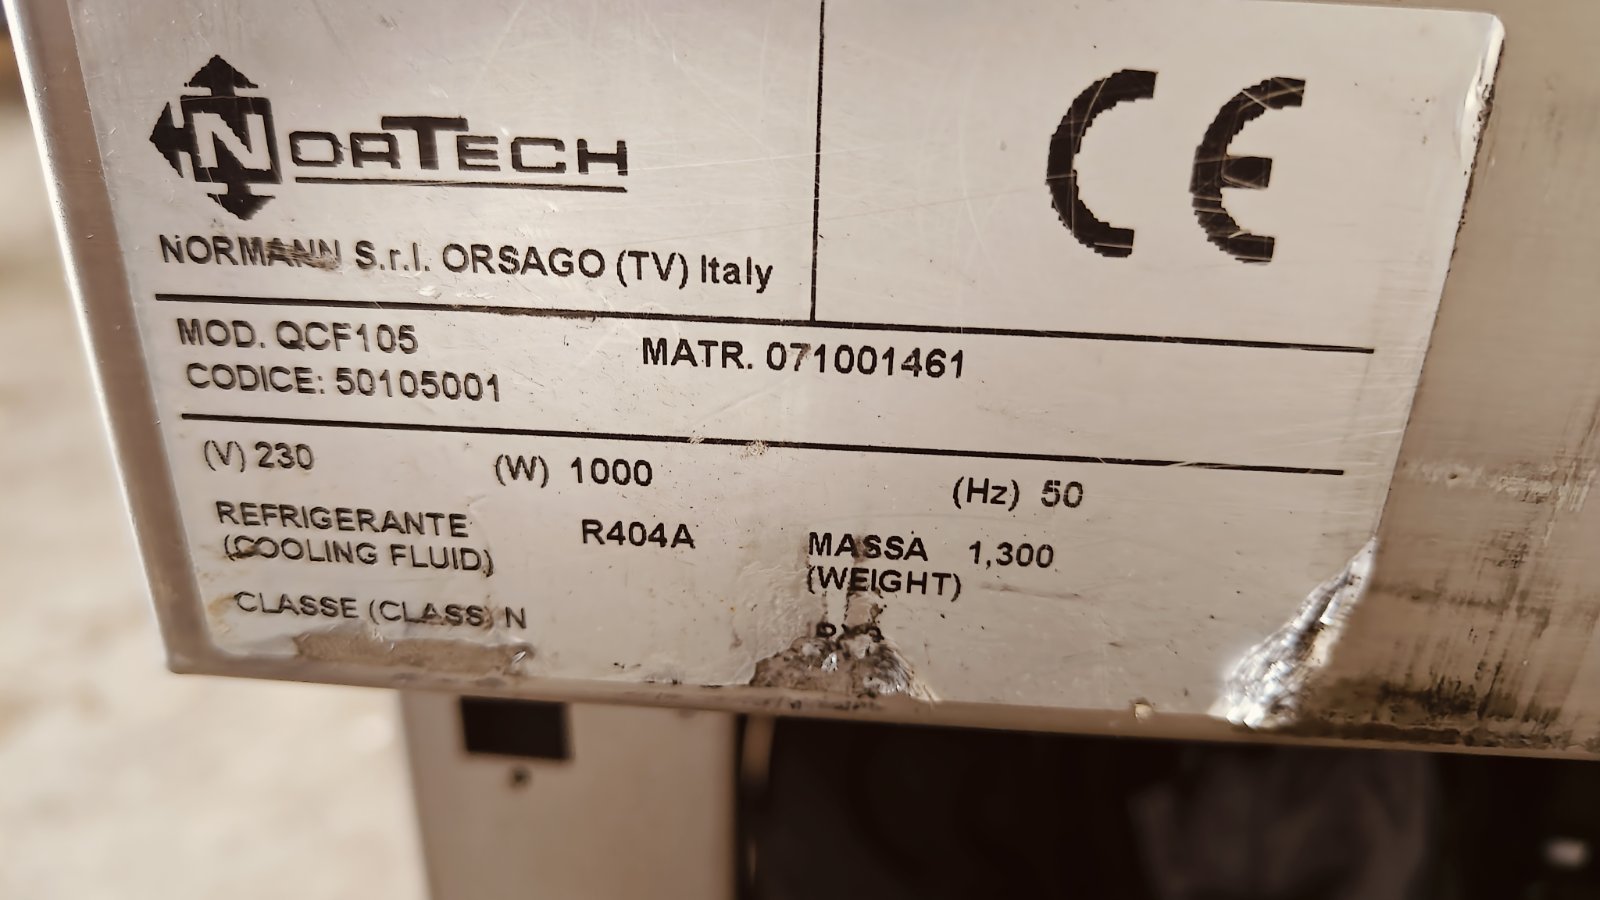 NORTECH
CE
NORMANN S.r.l. ORSAGO (TV) Italy
MOD. QCF105
MATR. 071001461
CODICE: 50105001
(V) 230 (W) 1000 (Hz) 50
REFRIGERANTE R404A MASSA 1,300
(COOLING FLUID) (WEIGHT)
CLASSE (CLASS) N